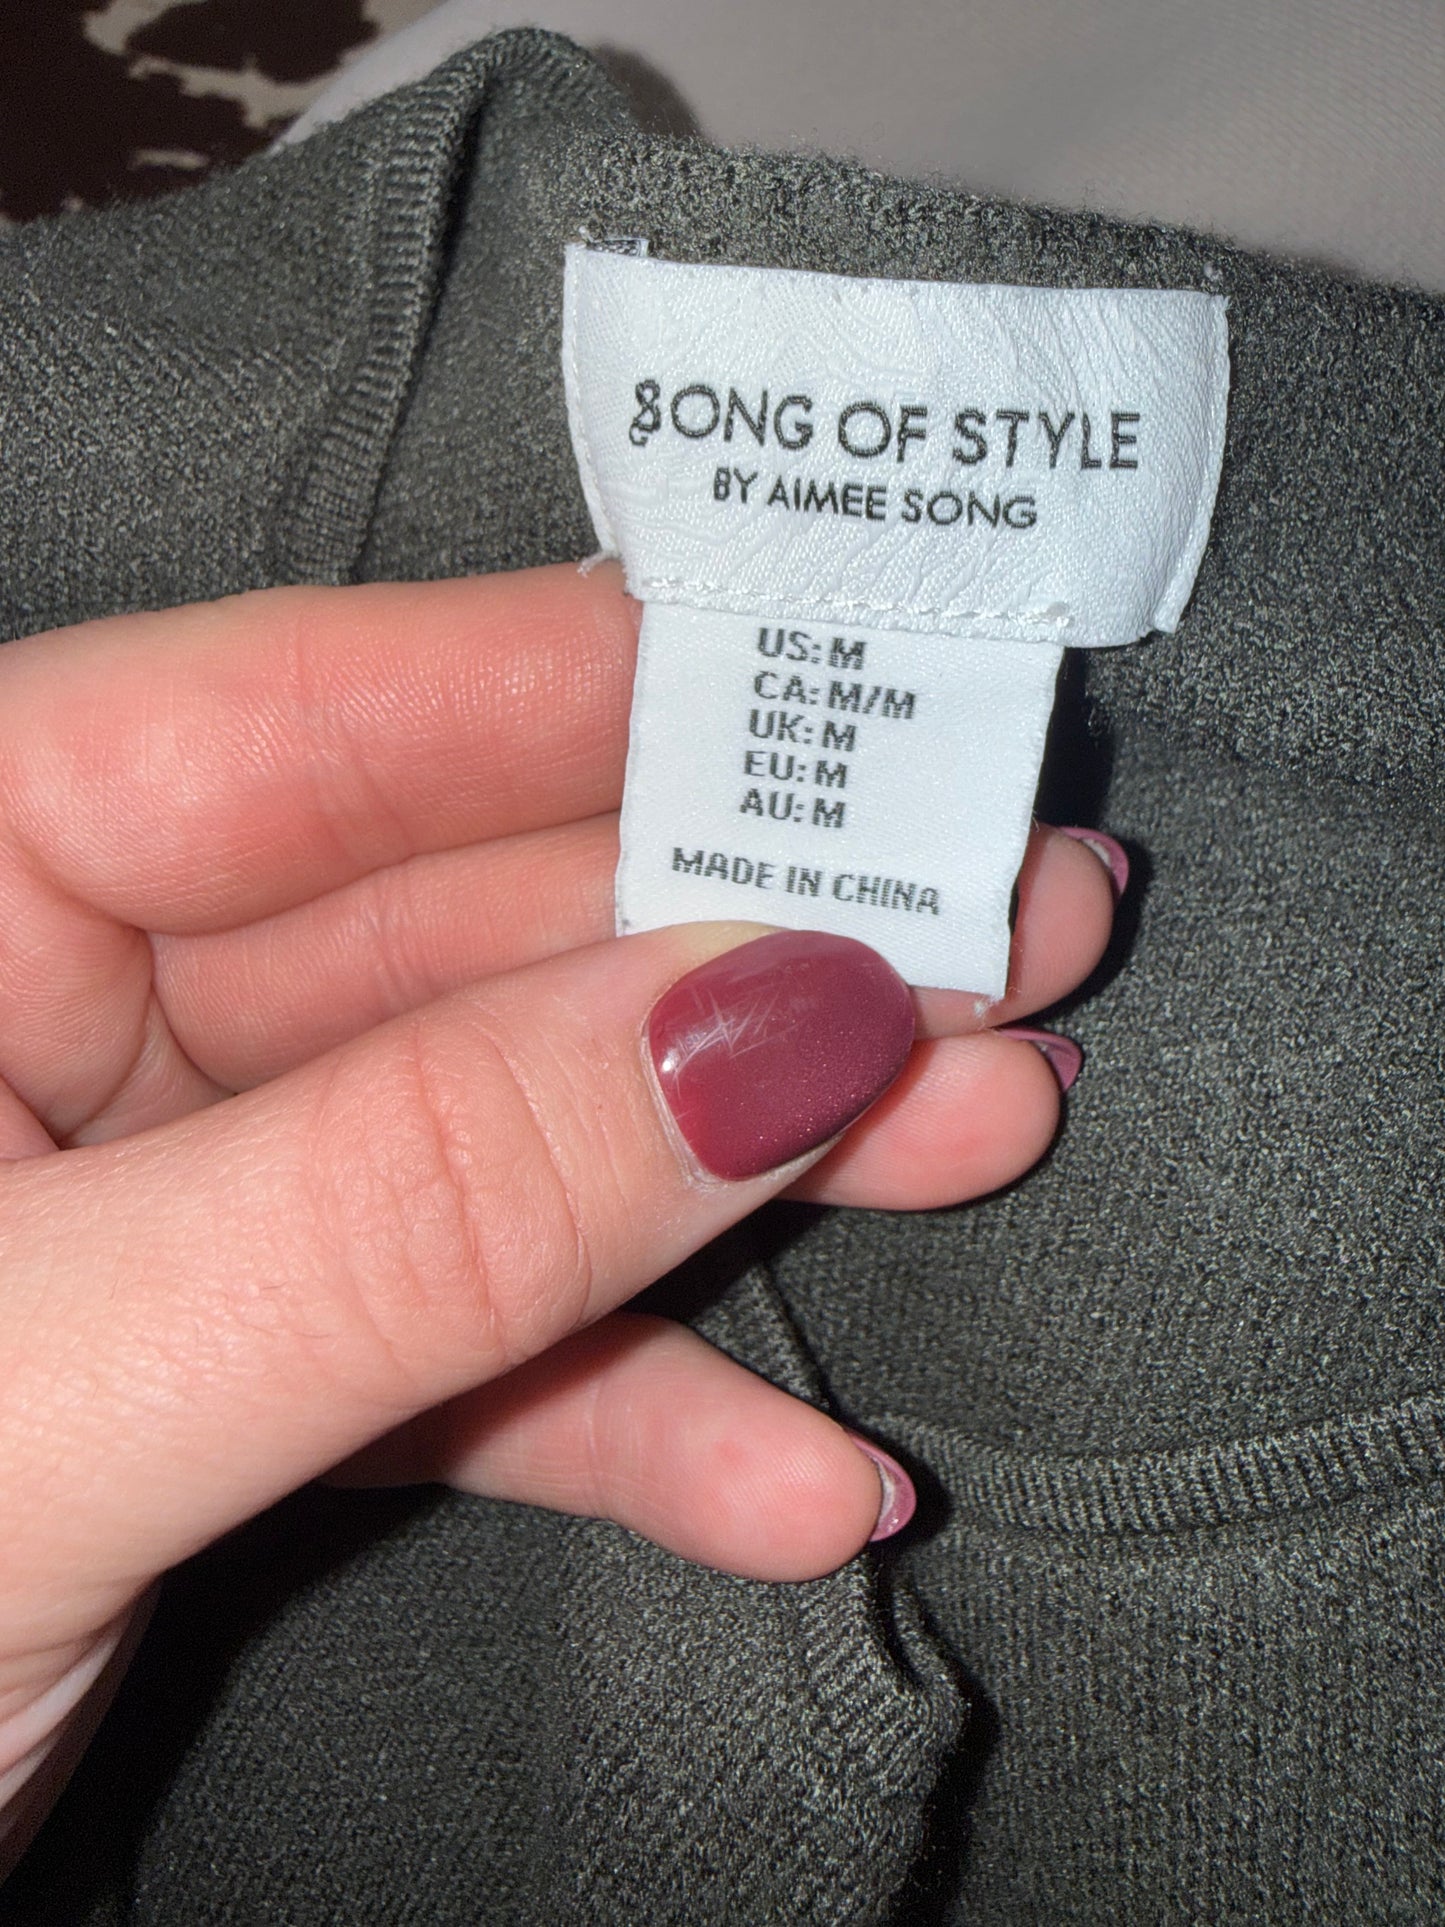 SONG OF STYLE
BY AIMEE SONG
US: M
CA: M/M
UK: M
EU: M
AU: M
MADE IN CHINA